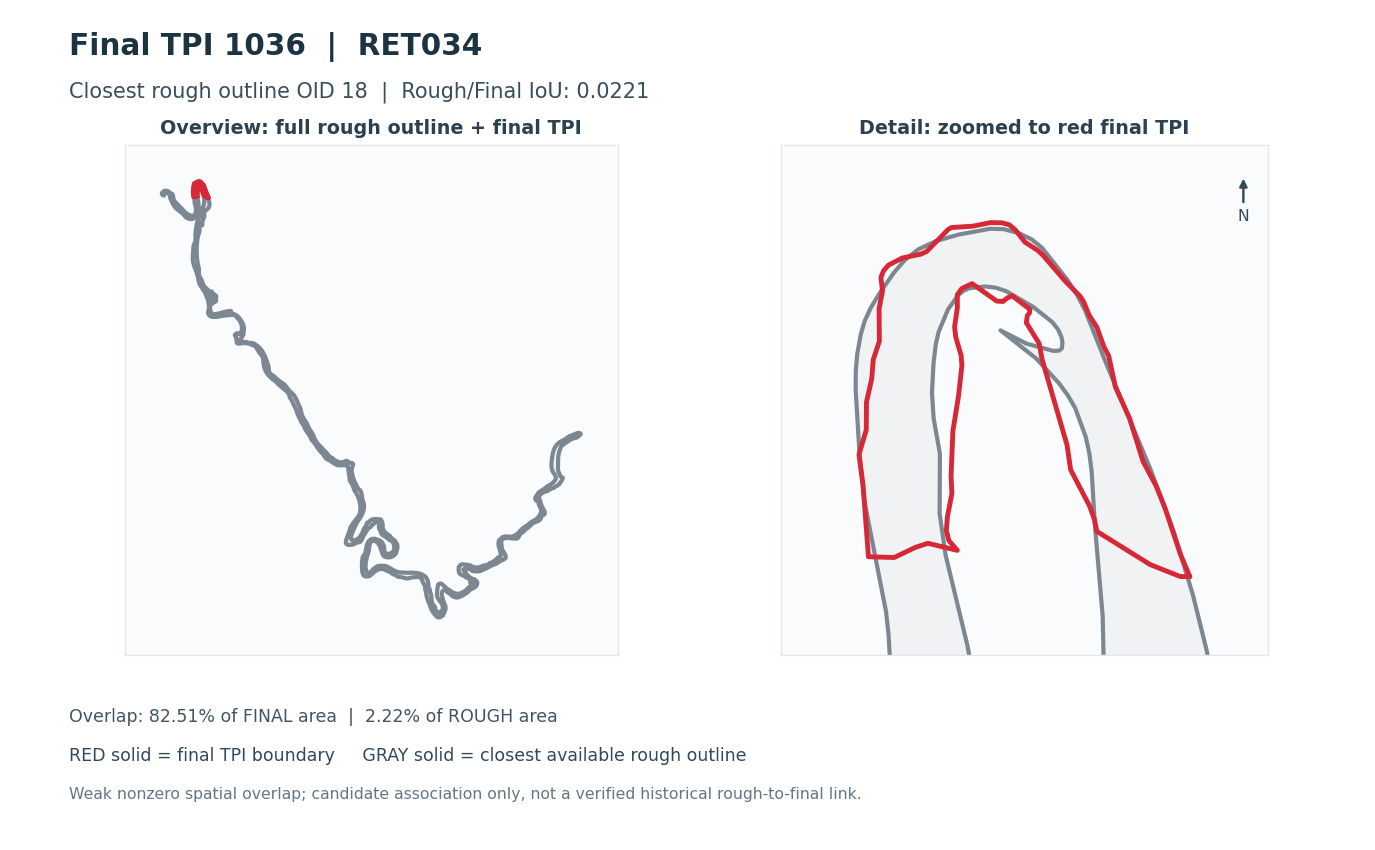 Final TPI 1036 | RET034
Closest rough outline OID 18 | Rough/Final IoU: 0.0221
Overview: full rough outline + final TPI
Detail: zoomed to red final TPI
N
Overlap: 82.51% of FINAL area | 2.22% of ROUGH area
RED solid = final TPI boundary GRAY solid = closest available rough outline
Weak nonzero spatial overlap; candidate association only, not a verified historical rough-to-final link.